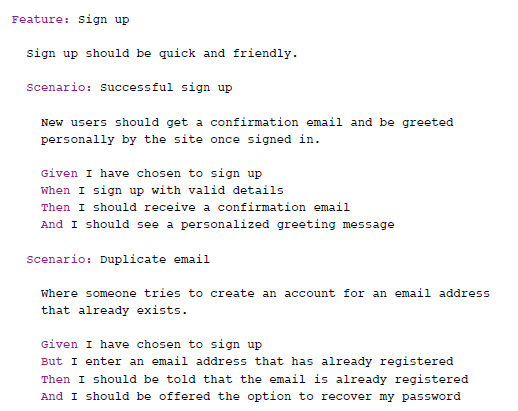 Feature: Sign up
Sign up should be quick and friendly.
Scenario: Successful sign up
New users should get a confirmation email and be greeted
personally by the site once signed in.
Given I have chosen to sign up
When I sign up with valid details
Then I should receive a confirmation email
And I should see a personalized greeting message
Scenario: Duplicate email
Where someone tries to create an account for an email address
that already exists.
Given I have chosen to sign up
But I enter an email address that has already registered
Then I should be told that the email is already registered
And I should be offered the option to recover my password